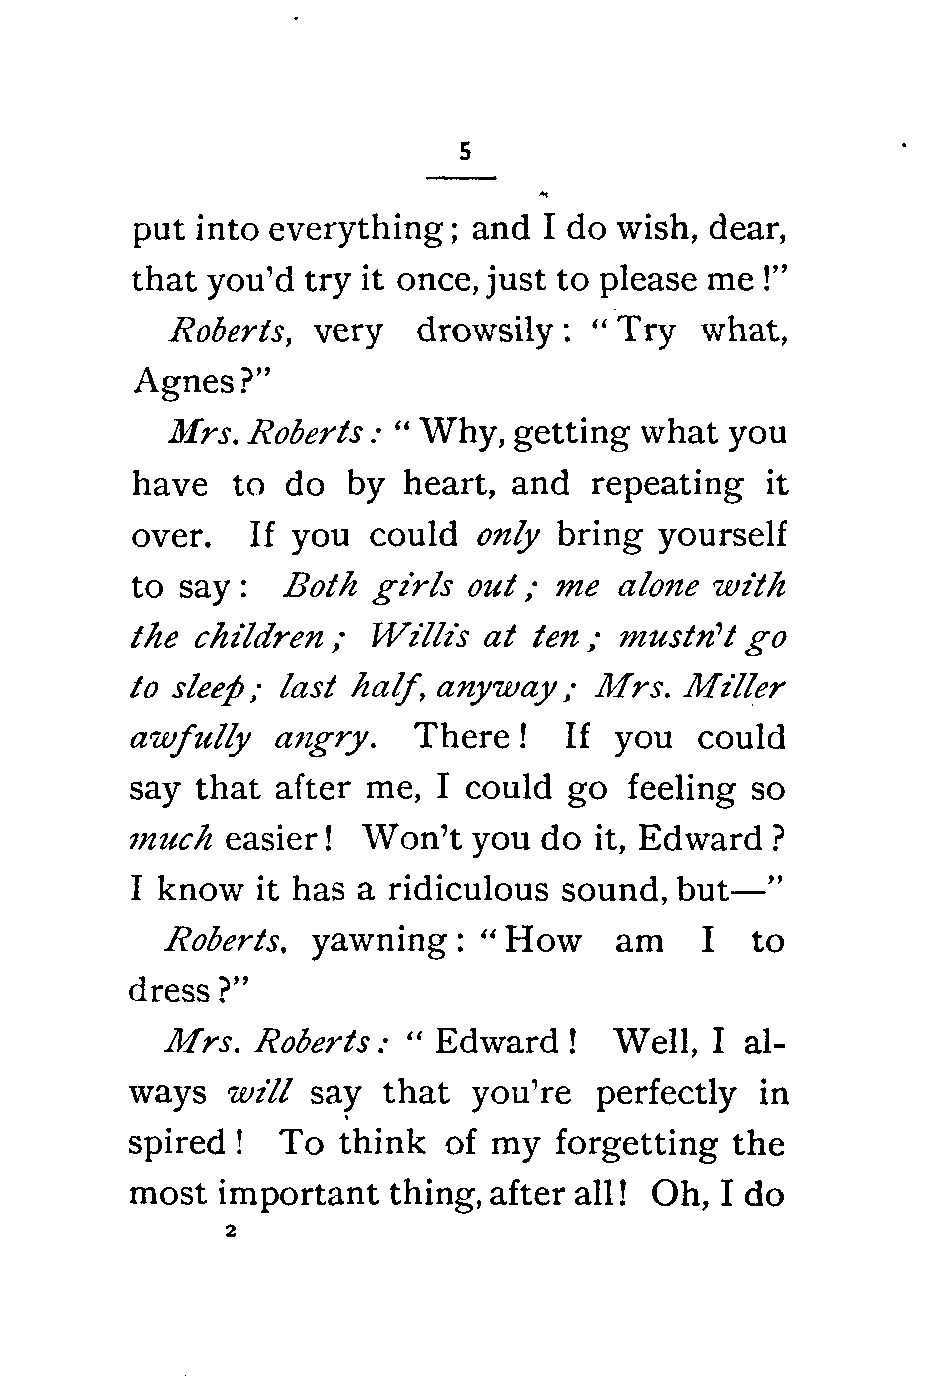 5
put into everything; and I do wish, dear,
that you'd try it once, just to please me!"
Roberts, very drowsily: "Try what,
Agnes?"
Mrs. Roberts: "Why, getting what you
have to do by heart, and repeating it
over. If you could only bring yourself
to say: Both girls out; me alone with
the children; Willis at ten; mustn't go
to sleep; last half, anyway; Mrs. Miller
awfully angry. There! If you could
say that after me, I could go feeling so
much easier! Won't you do it, Edward?
I know it has a ridiculous sound, but—"
Roberts, yawning: "How am I to
dress?"
Mrs. Roberts: "Edward! Well, I al-
ways will say that you're perfectly in
spired! To think of my forgetting the
most important thing, after all! Oh, I do
2